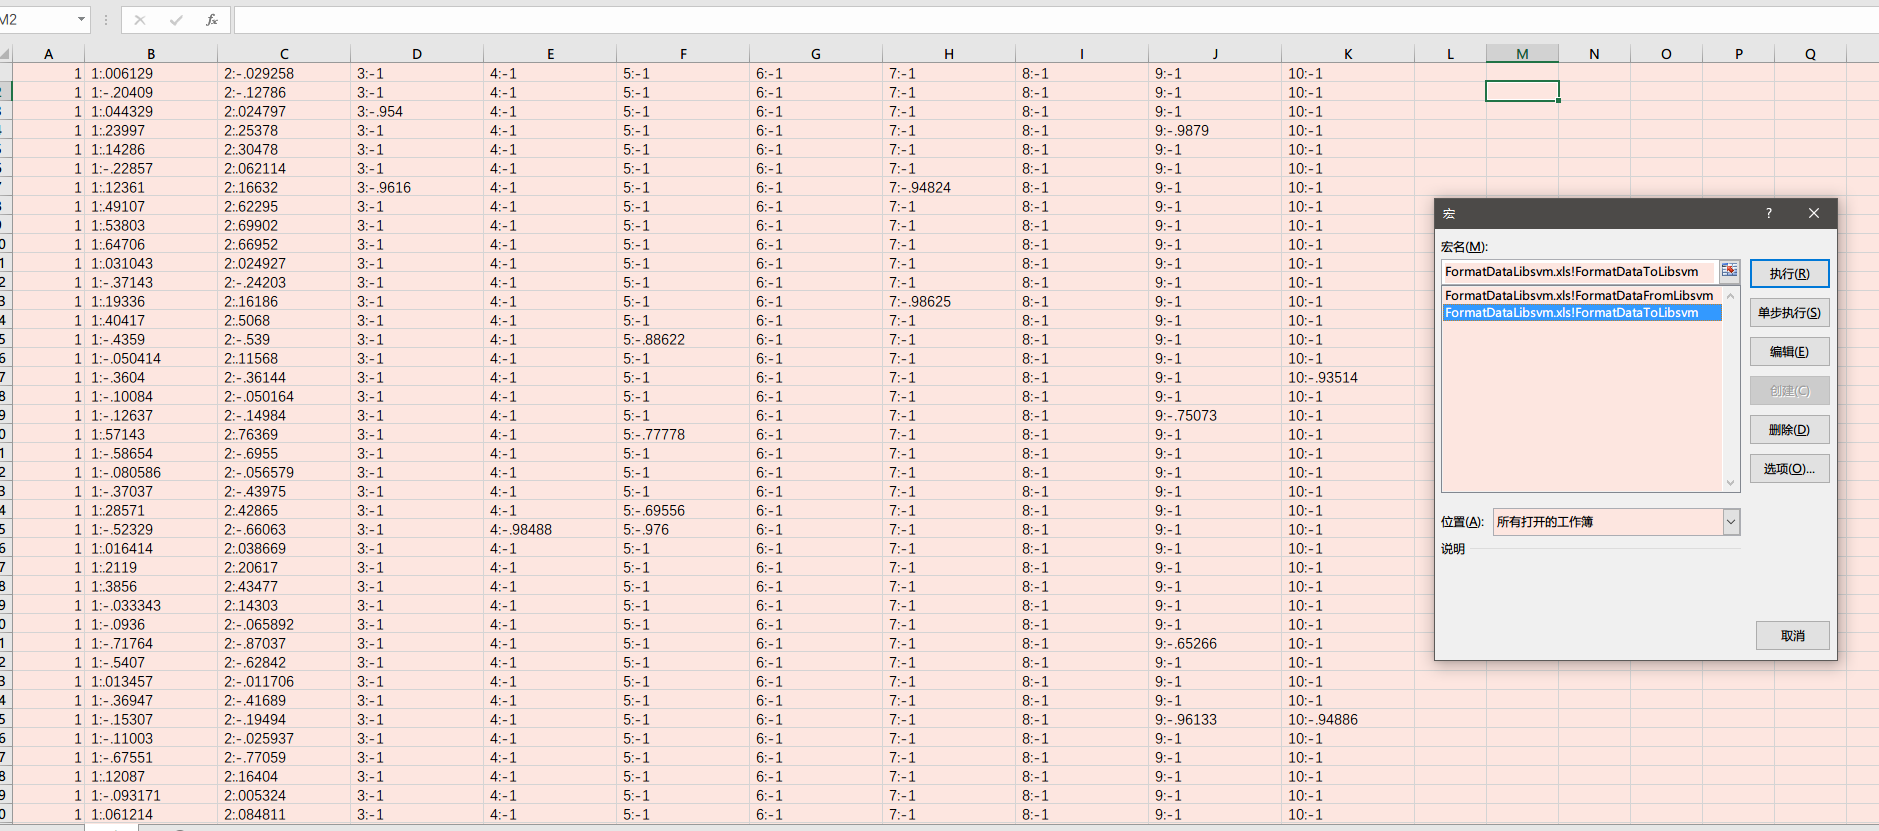 M2 fx
A B C D E F G H I J K L M N O P Q
1 1:.006129 2:-.029258 3:-1 4:-1 5:-1 6:-1 7:-1 8:-1 9:-1 10:-1
1 1:-.20409 2:-.12786 3:-1 4:-1 5:-1 6:-1 7:-1 8:-1 9:-1 10:-1
1 1:.044329 2:.024797 3:-.954 4:-1 5:-1 6:-1 7:-1 8:-1 9:-1 10:-1
1 1:.23997 2:.25378 3:-1 4:-1 5:-1 6:-1 7:-1 8:-1 9:-.9879 10:-1
1 1:.14286 2:.30478 3:-1 4:-1 5:-1 6:-1 7:-1 8:-1 9:-1 10:-1
1 1:-.22857 2:.062114 3:-1 4:-1 5:-1 6:-1 7:-1 8:-1 9:-1 10:-1
1 1:.12361 2:.16632 3:-.9616 4:-1 5:-1 6:-1 7:-.94824 8:-1 9:-1 10:-1
1 1:.49107 2:.62295 3:-1 4:-1 5:-1 6:-1 7:-1 8:-1 9:-1 10:-1
1 1:.53803 2:.69902 3:-1 4:-1 5:-1 6:-1 7:-1 8:-1 9:-1 10:-1
1 1:.64706 2:.66952 3:-1 4:-1 5:-1 6:-1 7:-1 8:-1 9:-1 10:-1
1 1:.031043 2:.024927 3:-1 4:-1 5:-1 6:-1 7:-1 8:-1 9:-1 10:-1
1 1:-.37143 2:-.24203 3:-1 4:-1 5:-1 6:-1 7:-1 8:-1 9:-1 10:-1
1 1:.19336 2:.16186 3:-1 4:-1 5:-1 6:-1 7:-.98625 8:-1 9:-1 10:-1
1 1:.40417 2:.5068 3:-1 4:-1 5:-1 6:-1 7:-1 8:-1 9:-1 10:-1
1 1:-.4359 2:-.539 3:-1 4:-1 5:-.88622 6:-1 7:-1 8:-1 9:-1 10:-1
1 1:-.050414 2:.11568 3:-1 4:-1 5:-1 6:-1 7:-1 8:-1 9:-1 10:-1
1 1:-.3604 2:-.36144 3:-1 4:-1 5:-1 6:-1 7:-1 8:-1 9:-1 10:-.93514
1 1:-.10084 2:-.050164 3:-1 4:-1 5:-1 6:-1 7:-1 8:-1 9:-1 10:-1
1 1:-.12637 2:-.14984 3:-1 4:-1 5:-1 6:-1 7:-1 8:-1 9:-.75073 10:-1
1 1:.57143 2:.76369 3:-1 4:-1 5:-.77778 6:-1 7:-1 8:-1 9:-1 10:-1
1 1:-.58654 2:-.6955 3:-1 4:-1 5:-1 6:-1 7:-1 8:-1 9:-1 10:-1
1 1:-.080586 2:-.056579 3:-1 4:-1 5:-1 6:-1 7:-1 8:-1 9:-1 10:-1
1 1:-.37037 2:-.43975 3:-1 4:-1 5:-1 6:-1 7:-1 8:-1 9:-1 10:-1
1 1:.28571 2:.42865 3:-1 4:-1 5:-.69556 6:-1 7:-1 8:-1 9:-1 10:-1
1 1:-.52329 2:-.66063 3:-1 4:-.98488 5:-.976 6:-1 7:-1 8:-1 9:-1 10:-1
1 1:.016414 2:.038669 3:-1 4:-1 5:-1 6:-1 7:-1 8:-1 9:-1 10:-1
1 1:.2119 2:.20617 3:-1 4:-1 5:-1 6:-1 7:-1 8:-1 9:-1 10:-1
1 1:.3856 2:.43477 3:-1 4:-1 5:-1 6:-1 7:-1 8:-1 9:-1 10:-1
1 1:-.033343 2:.14303 3:-1 4:-1 5:-1 6:-1 7:-1 8:-1 9:-1 10:-1
1 1:-.0936 2:-.065892 3:-1 4:-1 5:-1 6:-1 7:-1 8:-1 9:-1 10:-1
1 1:-.71764 2:-.87037 3:-1 4:-1 5:-1 6:-1 7:-1 8:-1 9:-.65266 10:-1
1 1:-.5407 2:-.62842 3:-1 4:-1 5:-1 6:-1 7:-1 8:-1 9:-1 10:-1
1 1:.013457 2:-.011706 3:-1 4:-1 5:-1 6:-1 7:-1 8:-1 9:-1 10:-1
1 1:-.36947 2:-.41689 3:-1 4:-1 5:-1 6:-1 7:-1 8:-1 9:-1 10:-1
1 1:-.15307 2:-.19494 3:-1 4:-1 5:-1 6:-1 7:-1 8:-1 9:-.96133 10:-.94886
1 1:-.11003 2:-.025937 3:-1 4:-1 5:-1 6:-1 7:-1 8:-1 9:-1 10:-1
1 1:-.67551 2:-.77059 3:-1 4:-1 5:-1 6:-1 7:-1 8:-1 9:-1 10:-1
1 1:.12087 2:.16404 3:-1 4:-1 5:-1 6:-1 7:-1 8:-1 9:-1 10:-1
1 1:-.093171 2:.005324 3:-1 4:-1 5:-1 6:-1 7:-1 8:-1 9:-1 10:-1
1 1:.061214 2:.084811 3:-1 4:-1 5:-1 6:-1 7:-1 8:-1 9:-1 10:-1
宏 ?
宏名(M):
FormatDataLibsvm.xls!FormatDataToLibsvm
FormatDataLibsvm.xls!FormatDataFromLibsvm
FormatDataLibsvm.xls!FormatDataToLibsvm
执行(R)
单步执行(S)
编辑(E)
创建(C)
删除(D)
选项(O)...
位置(A): 所有打开的工作簿
说明
取消